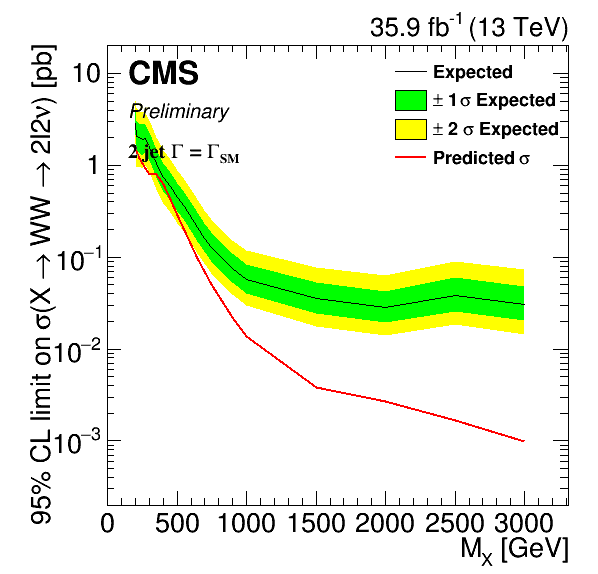 35.9 fb⁻¹ (13 TeV)
95% CL limit on σ(X → WW → 2l2ν) [pb]
10
1
10⁻¹
10⁻²
10⁻³
CMS
Preliminary
2 jet Γ = Γ_SM
Expected
± 1 σ Expected
± 2 σ Expected
Predicted σ
0 500 1000 1500 2000 2500 3000
M_X [GeV]